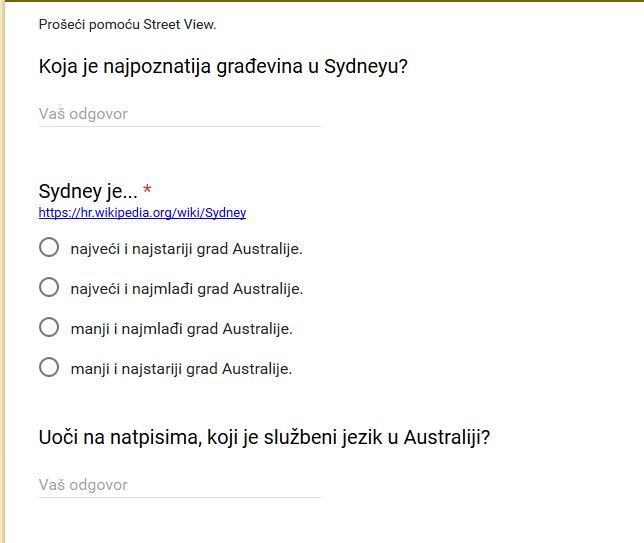 Prošeći pomoću Street View.
Koja je najpoznatija građevina u Sydneyu?
Vaš odgovor
Sydney je... *
https://hr.wikipedia.org/wiki/Sydney
najveći i najstariji grad Australije.
najveći i najmlađi grad Australije.
manji i najmlađi grad Australije.
manji i najstariji grad Australije.
Uoči na natpisima, koji je službeni jezik u Australiji?
Vaš odgovor